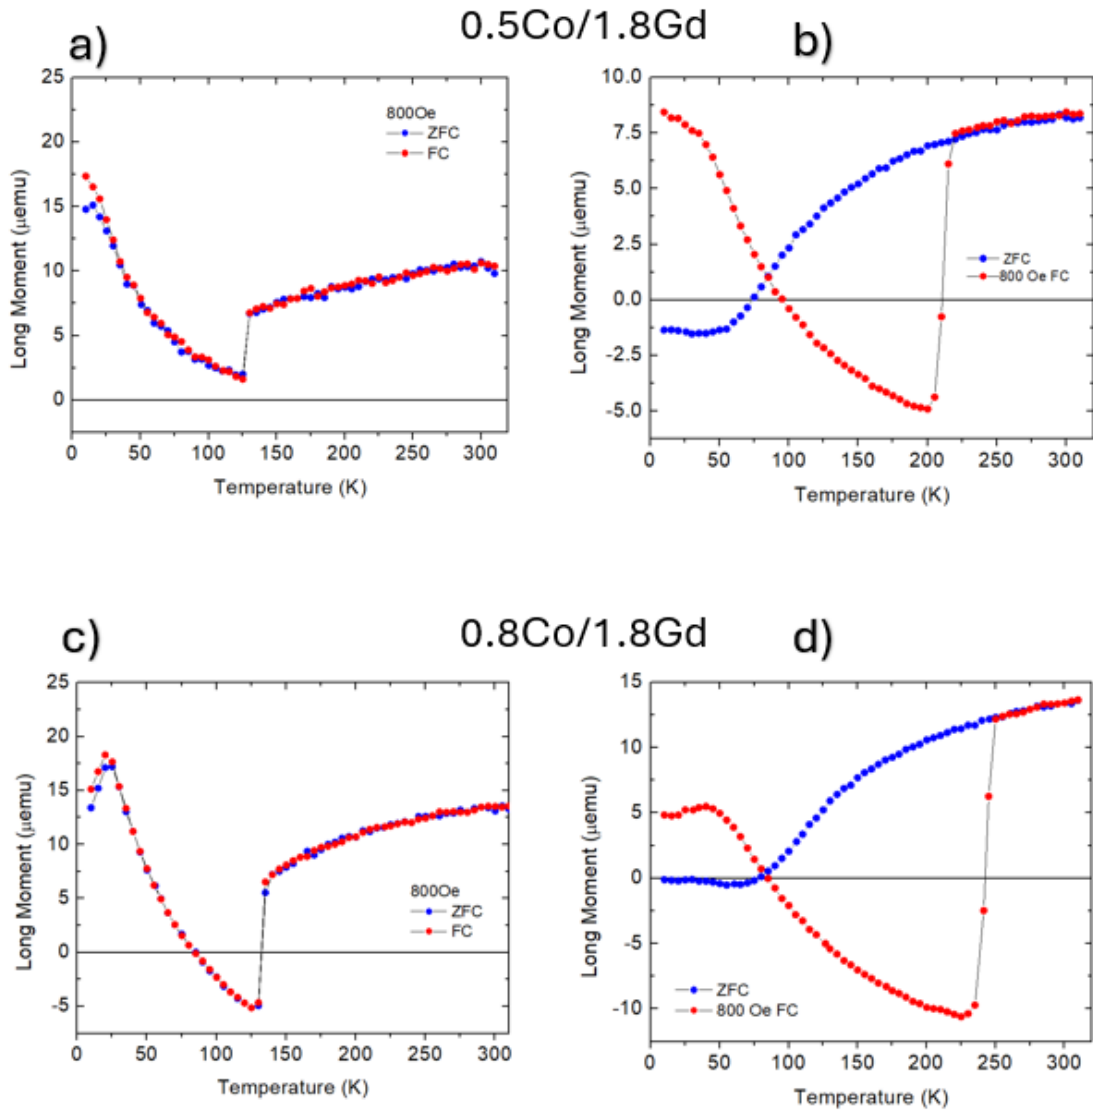 0.5Co/1.8Gd
a)
25
20
15
10
5
0
0 50 100 150 200 250 300
Long Moment (μemu)
Temperature (K)
800Oe
ZFC
FC
b)
10.0
7.5
5.0
2.5
0.0
-2.5
-5.0
0 50 100 150 200 250 300
Long Moment (μemu)
Temperature (K)
ZFC
800 Oe FC
0.8Co/1.8Gd
c)
25
20
15
10
5
0
-5
0 50 100 150 200 250 300
Long Moment (μemu)
Temperature (K)
800Oe
ZFC
FC
d)
15
10
5
0
-5
-10
0 50 100 150 200 250 300
Long Moment (μemu)
Temperature (K)
ZFC
800 Oe FC